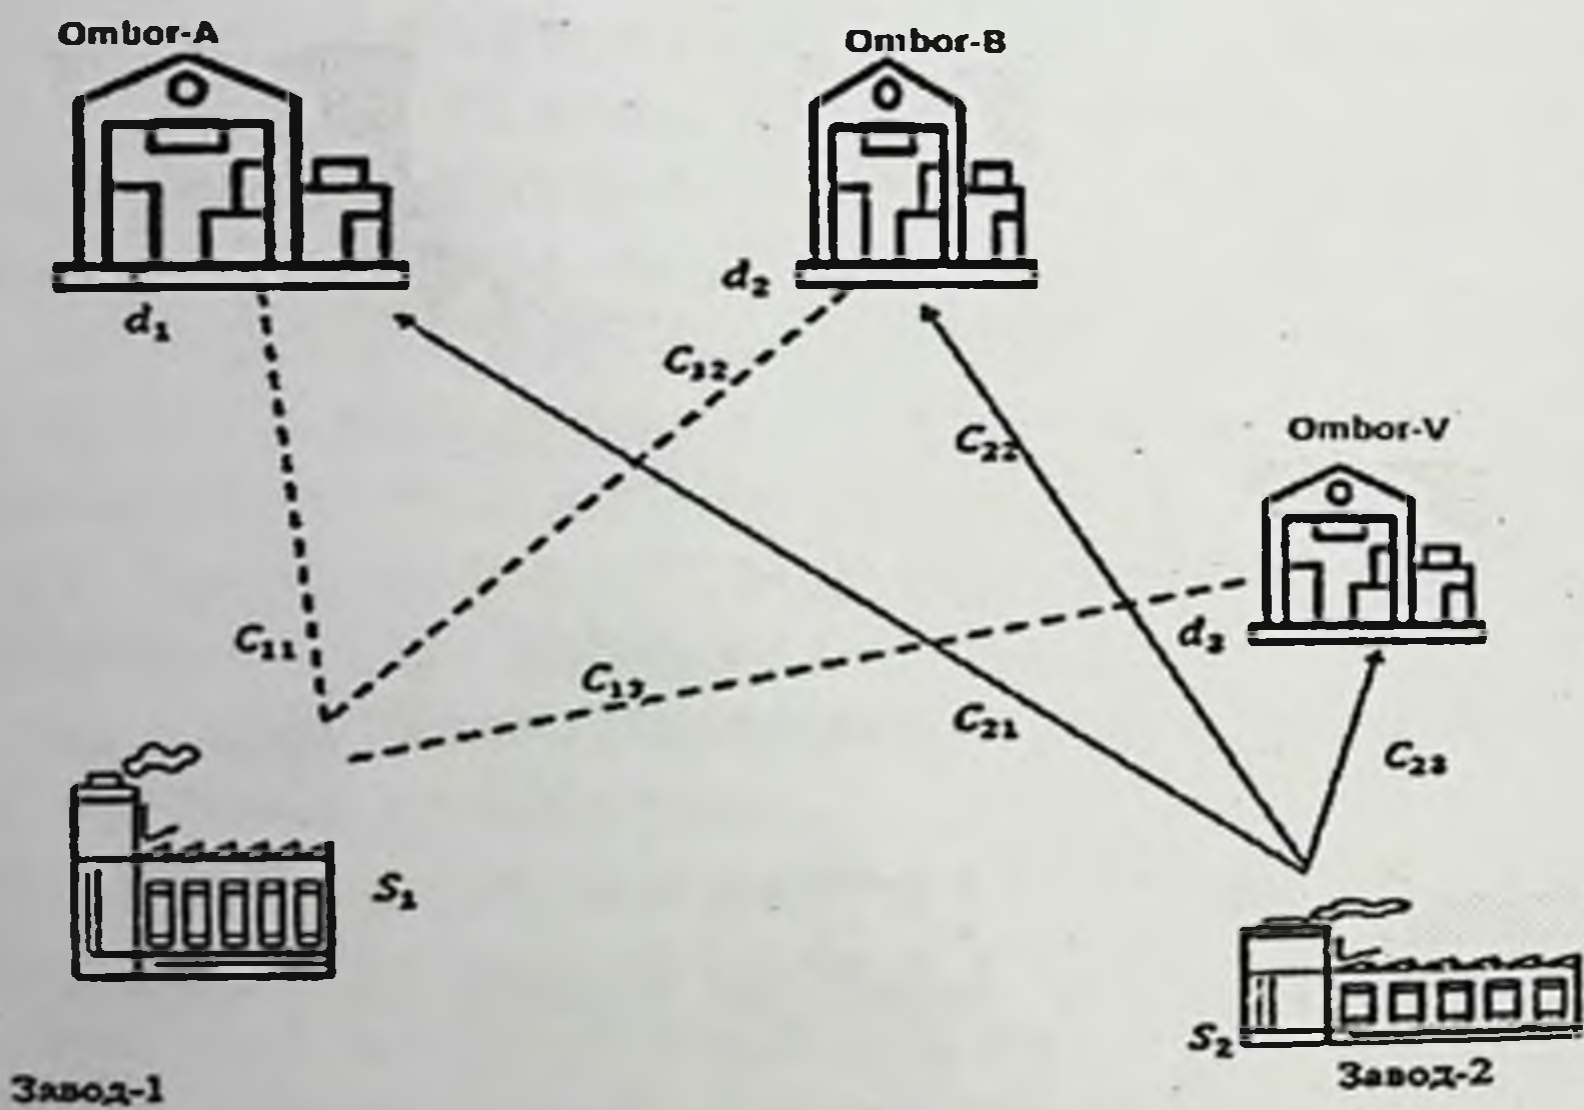 Ombor-A
Ombor-B
d₁
d₂
C₁₂
C₂₂
Ombor-V
C₁₁
C₁₃
d₃
C₂₁
C₂₃
S₁
S₂
Завод-1
Завод-2